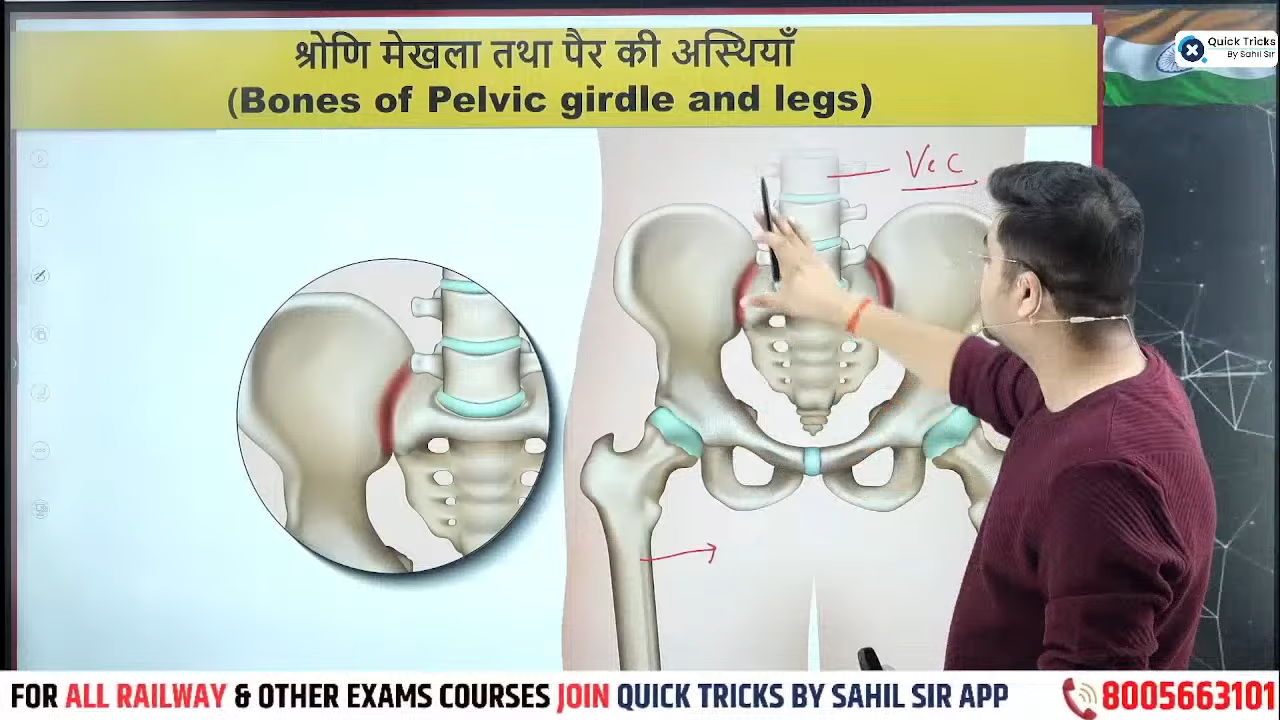 श्रोणि मेखला तथा पैर की अस्थियाँ
(Bones of Pelvic girdle and legs)
Quick Tricks
By Sahil Sir
V.C
FOR ALL RAILWAY & OTHER EXAMS COURSES JOIN QUICK TRICKS BY SAHIL SIR APP
8005663101